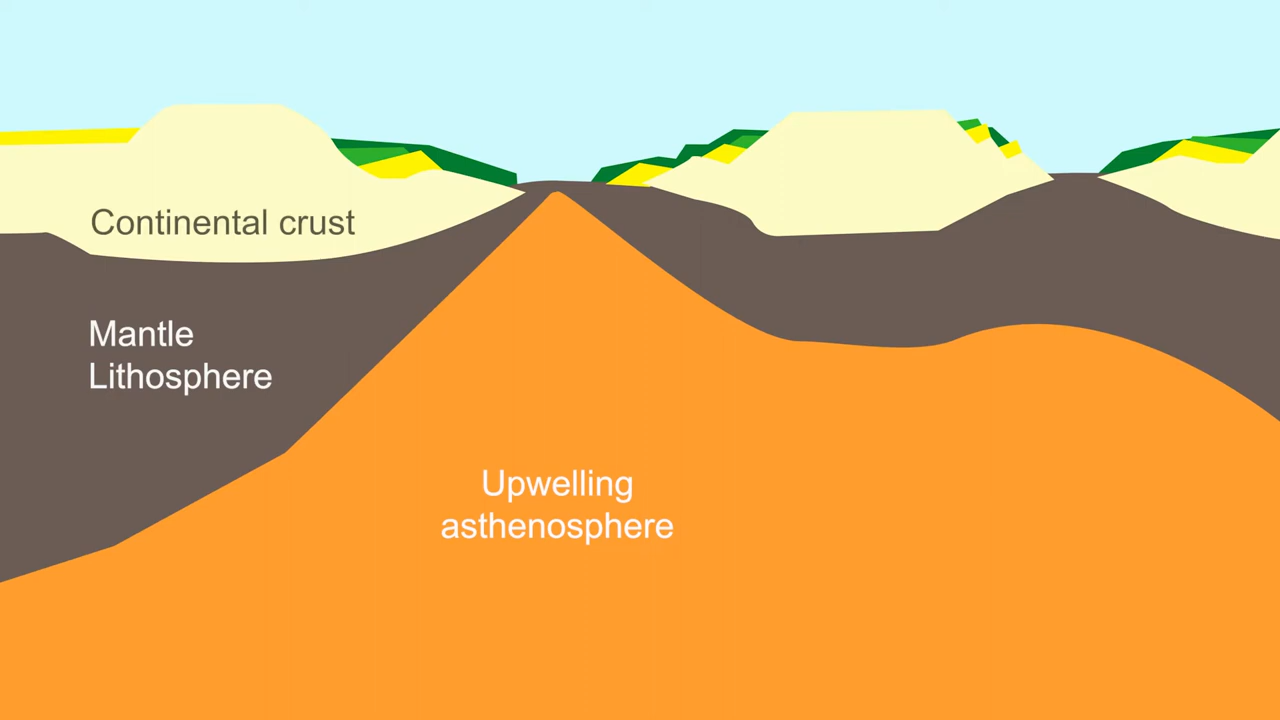 Continental crust
Mantle
Lithosphere
Upwelling
asthenosphere